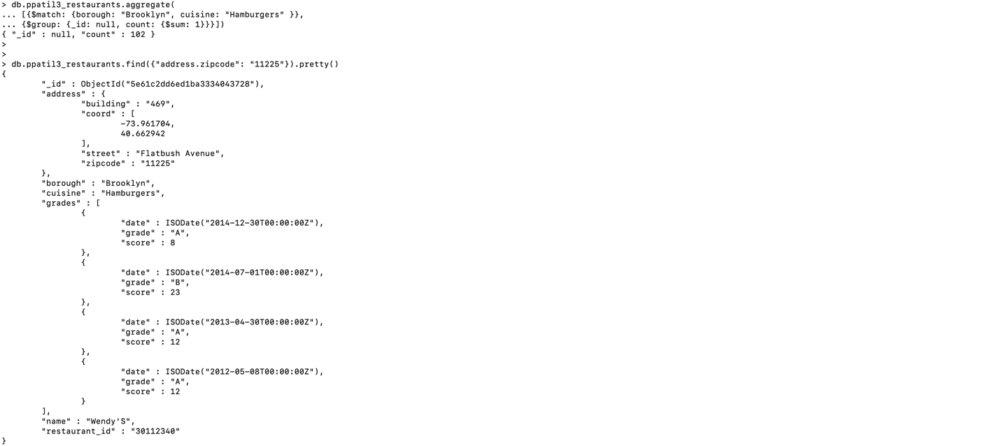 > db.ppatil3_restaurants.aggregate(
... [{$match: {borough: "Brooklyn", cuisine: "Hamburgers" }},
... {$group: {_id: null, count: {$sum: 1}}}])
{ "_id" : null, "count" : 102 }
>
>
> db.ppatil3_restaurants.find({"address.zipcode": "11225"}).pretty()
{
        "_id" : ObjectId("5e61c2dd6ed1ba3334043728"),
        "address" : {
                "building" : "469",
                "coord" : [
                        -73.961704,
                        40.662942
                ],
                "street" : "Flatbush Avenue",
                "zipcode" : "11225"
        },
        "borough" : "Brooklyn",
        "cuisine" : "Hamburgers",
        "grades" : [
                {
                        "date" : ISODate("2014-12-30T00:00:00Z"),
                        "grade" : "A",
                        "score" : 8
                },
                {
                        "date" : ISODate("2014-07-01T00:00:00Z"),
                        "grade" : "B",
                        "score" : 23
                },
                {
                        "date" : ISODate("2013-04-30T00:00:00Z"),
                        "grade" : "A",
                        "score" : 12
                },
                {
                        "date" : ISODate("2012-05-08T00:00:00Z"),
                        "grade" : "A",
                        "score" : 12
                }
        ],
        "name" : "Wendy'S",
        "restaurant_id" : "30112340"
}